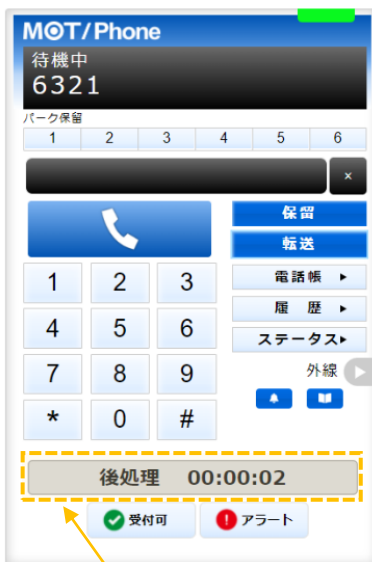 MOT/Phone
待機中
6321
パーク保留
1 2 3 4 5 6
×
保留
転送
1 2 3
電話帳 ▶
履歴 ▶
4 5 6
ステータス▶
7 8 9
外線
* 0 #
後処理 00:00:02
受付可
! アラート